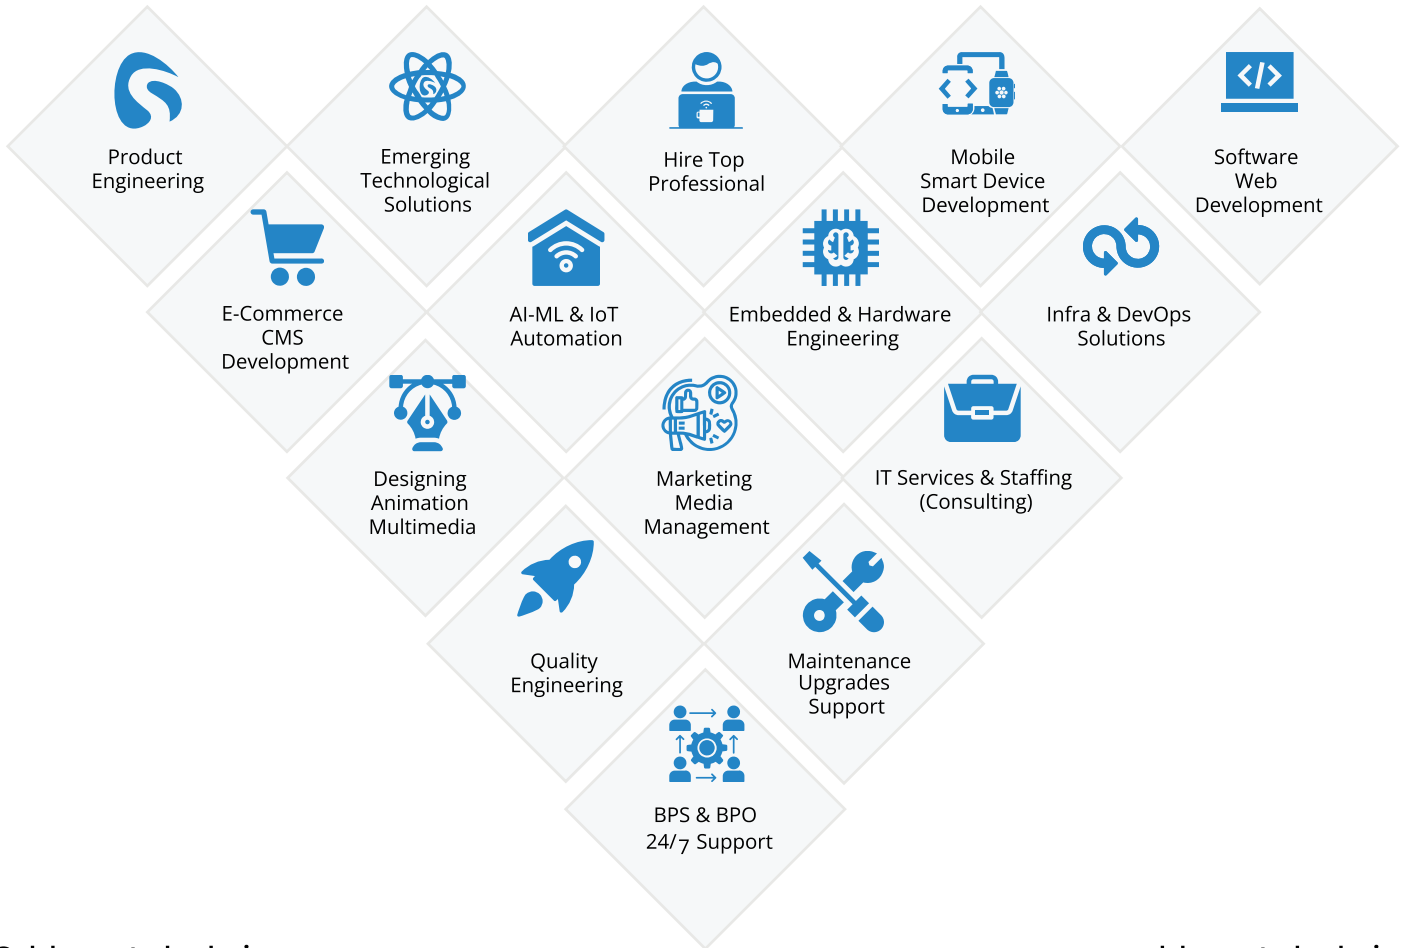 Product
Engineering
Emerging
Technological
Solutions
Hire Top
Professional
Mobile
Smart Device
Development
Software
Web
Development
E-Commerce
CMS
Development
AI-ML & IoT
Automation
Embedded & Hardware
Engineering
Infra & DevOps
Solutions
Designing
Animation
Multimedia
Marketing
Media
Management
IT Services & Staffing
(Consulting)
Quality
Engineering
Maintenance
Upgrades
Support
BPS & BPO
24/7 Support